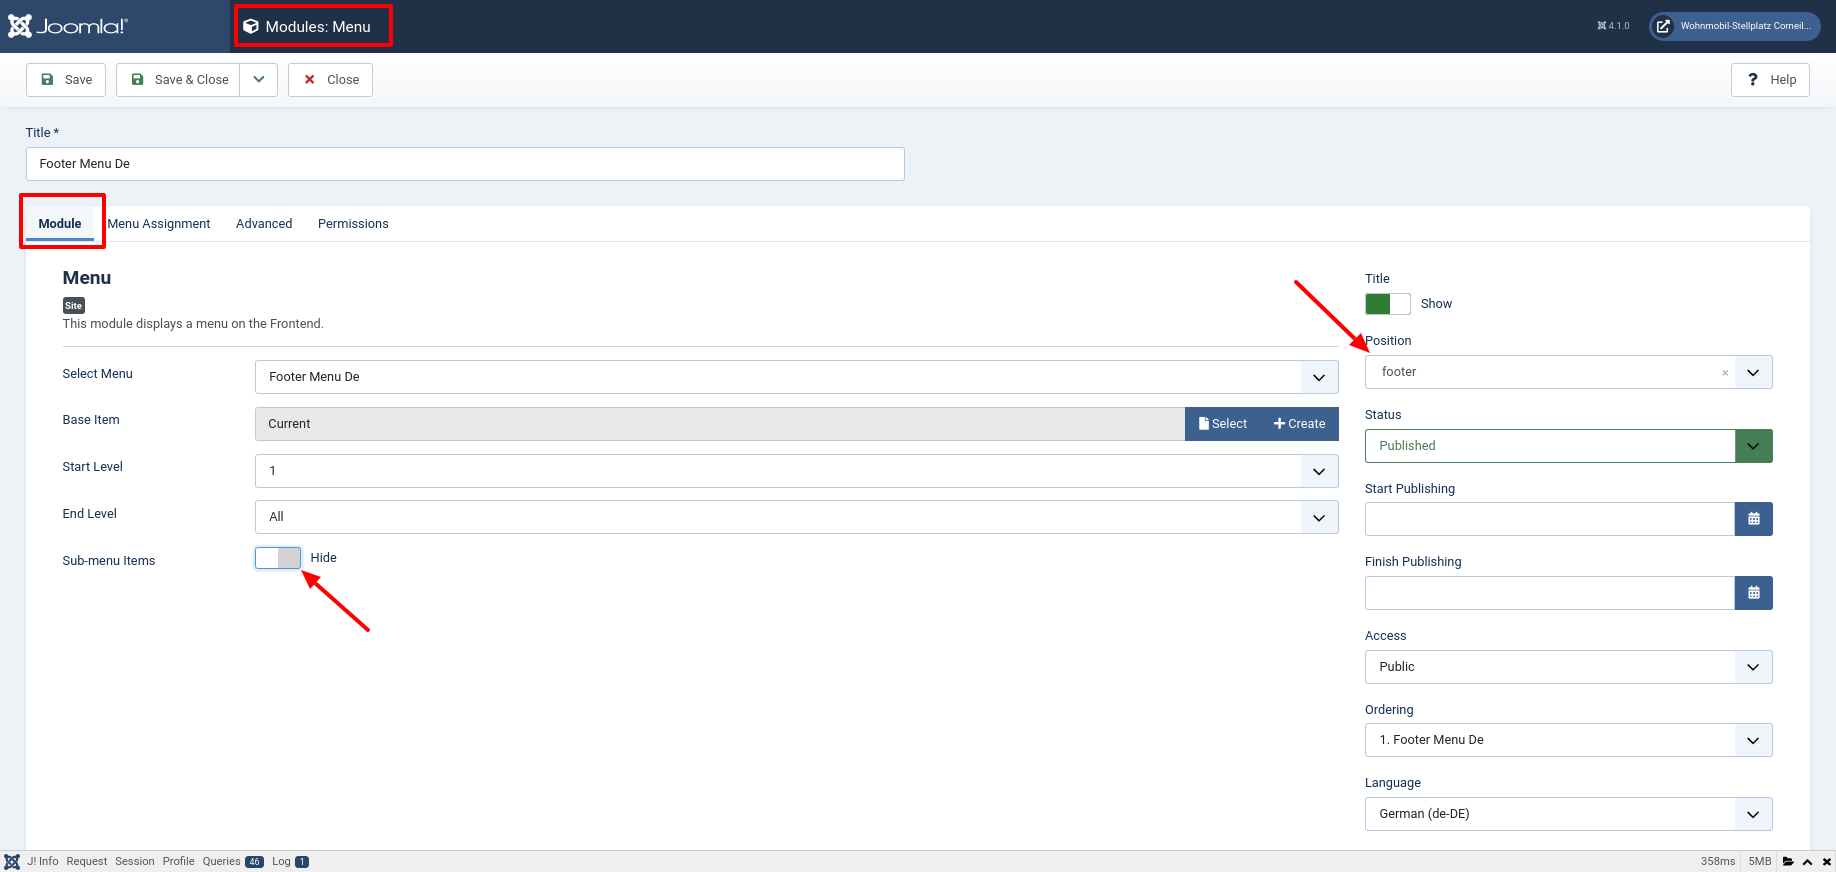 Joomla!®
Modules: Menu
4.1.0
Wohnmobil-Stellplatz Corneil...
Save
Save & Close
Close
? Help
Title *
Footer Menu De
Module
Menu Assignment
Advanced
Permissions
Menu
Site
This module displays a menu on the Frontend.
Select Menu
Footer Menu De
Base Item
Current
Select
Create
Start Level
1
End Level
All
Sub-menu Items
Hide
Title
Show
Position
footer ×
Status
Published
Start Publishing
Finish Publishing
Access
Public
Ordering
1. Footer Menu De
Language
German (de-DE)
J! Info Request Session Profile Queries 46 Log 1
358ms 5MB